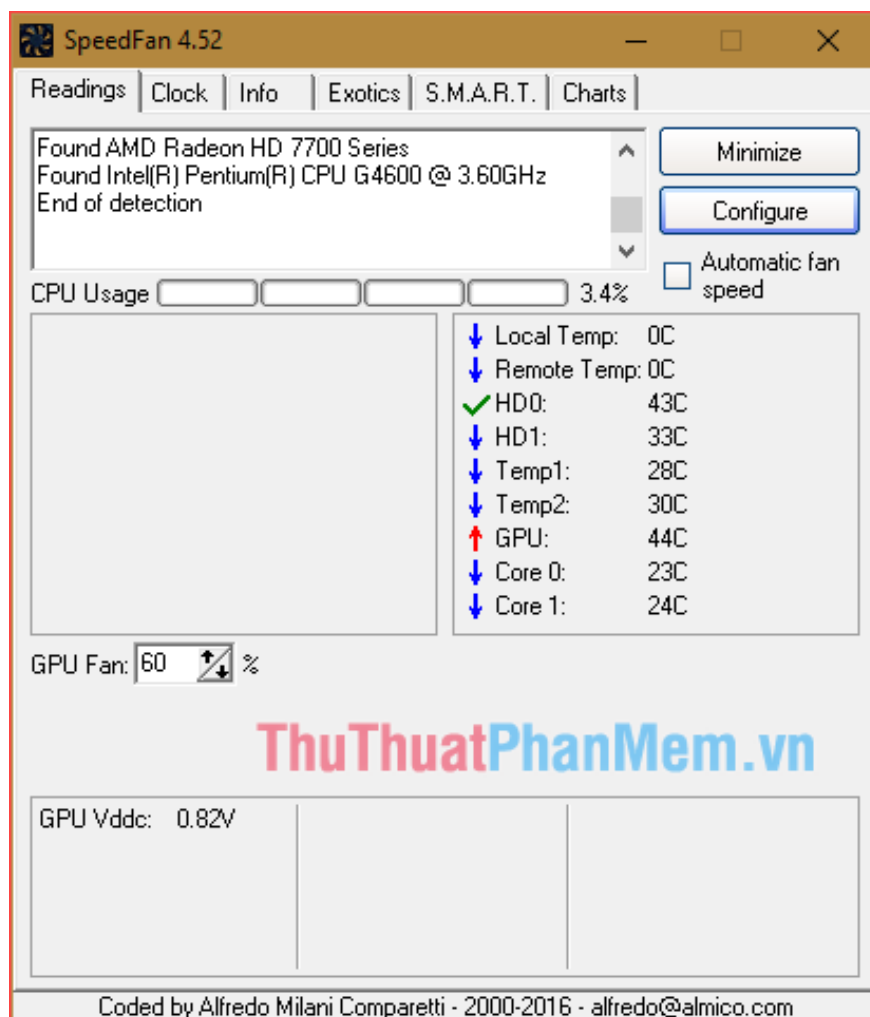 SpeedFan 4.52
Readings Clock Info Exotics S.M.A.R.T. Charts
Found AMD Radeon HD 7700 Series
Found Intel(R) Pentium(R) CPU G4600 @ 3.60GHz
End of detection
Minimize
Configure
Automatic fan
speed
CPU Usage 3.4%
Local Temp: 0C
Remote Temp: 0C
HD0: 43C
HD1: 33C
Temp1: 28C
Temp2: 30C
GPU: 44C
Core 0: 23C
Core 1: 24C
GPU Fan: 60 %
ThuThuatPhanMem.vn
GPU Vddc: 0.82V
Coded by Alfredo Milani Comparetti - 2000-2016 - alfredo@almico.com